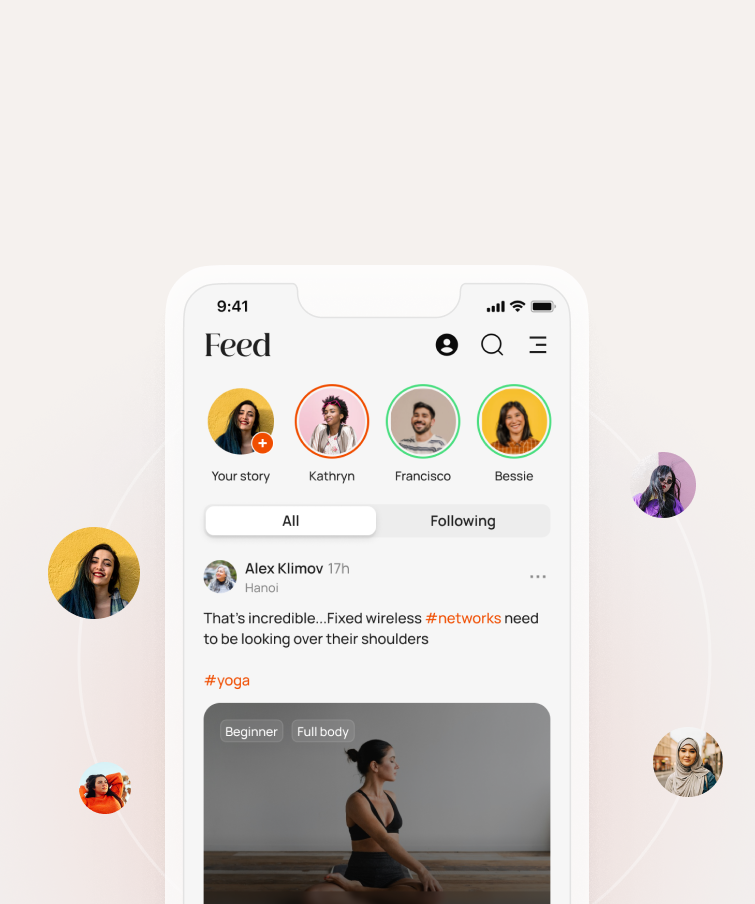 9:41
Feed
Your story
Kathryn
Francisco
Bessie
All
Following
Alex Klimov 17h
Hanoi
That's incredible...Fixed wireless #networks need
to be looking over their shoulders
#yoga
Beginner
Full body